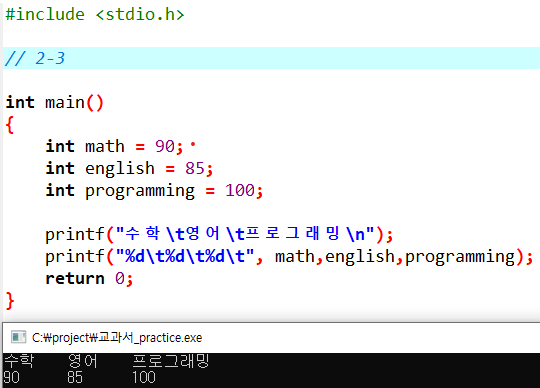 #include <stdio.h>
// 2-3
int main()
{
int math = 90;
int english = 85;
int programming = 100;
printf("수 학 \t영 어 \t프 로 그 래 밍 \n");
printf("%d\t%d\t%d\t", math,english,programming);
return 0;
}
C:₩project₩교과서_practice.exe
수학 영어 프로그래밍
90 85 100